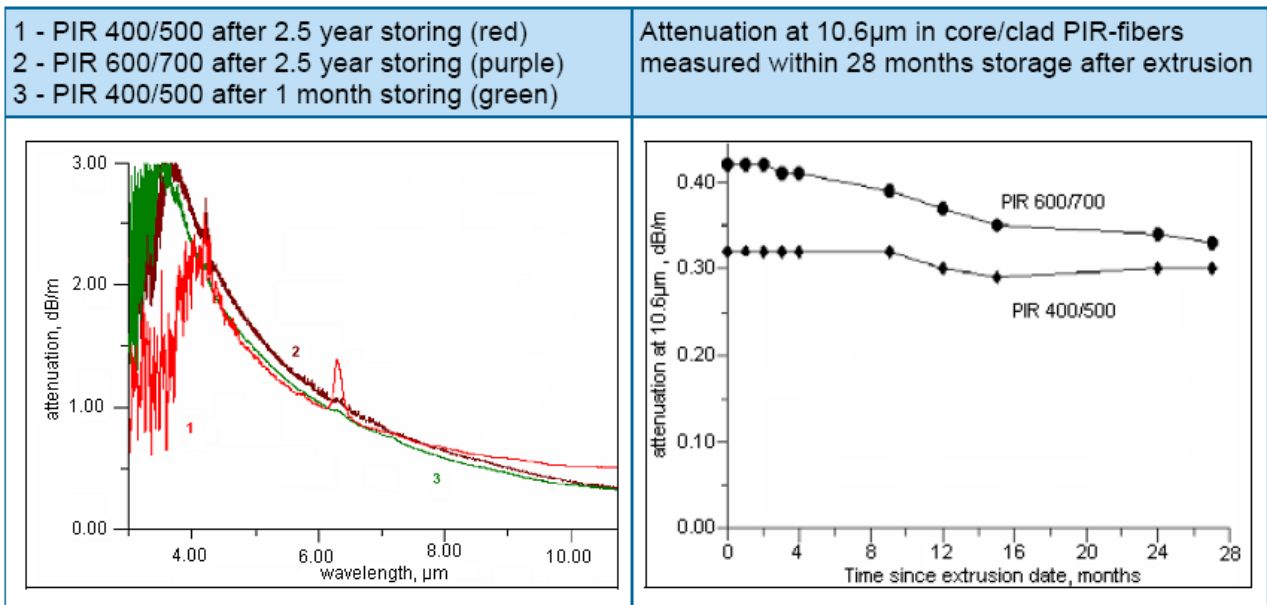 1 - PIR 400/500 after 2.5 year storing (red)
2 - PIR 600/700 after 2.5 year storing (purple)
3 - PIR 400/500 after 1 month storing (green)
Attenuation at 10.6µm in core/clad PIR-fibers
measured within 28 months storage after extrusion
attenuation, dB/m
3.00
2.00
1.00
0.00
1
2
3
4.00 6.00 8.00 10.00
wavelength, µm
attenuation at 10.6µm , dB/m
0.40
0.30
0.20
0.10
0.00
PIR 600/700
PIR 400/500
0 4 8 12 16 20 24 28
Time since extrusion date, months